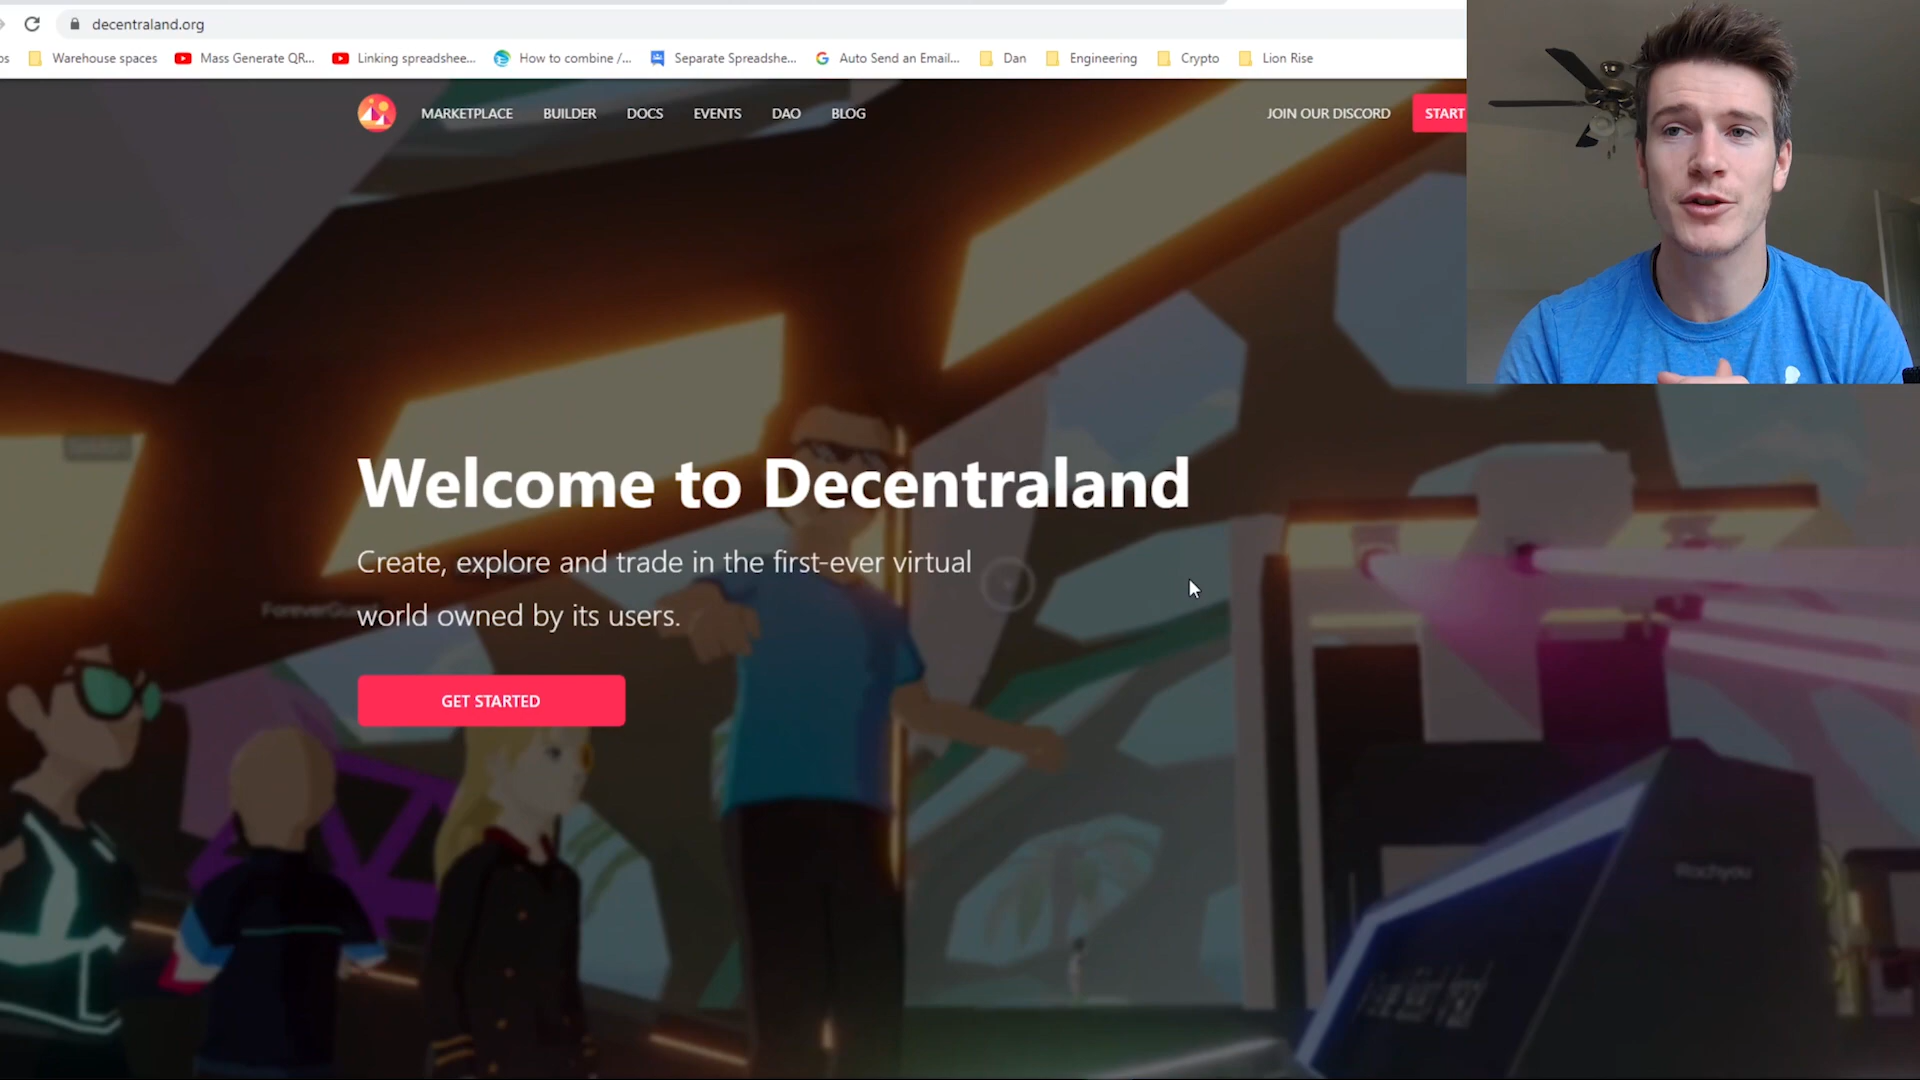 decentraland.org
Warehouse spaces
Mass Generate QR...
Linking spreadshee...
How to combine /...
Separate Spreadshe...
Auto Send an Email...
Dan
Engineering
Crypto
Lion Rise
MARKETPLACE
BUILDER
DOCS
EVENTS
DAO
BLOG
JOIN OUR DISCORD
START
Welcome to Decentraland
Create, explore and trade in the first-ever virtual
world owned by its users.
GET STARTED